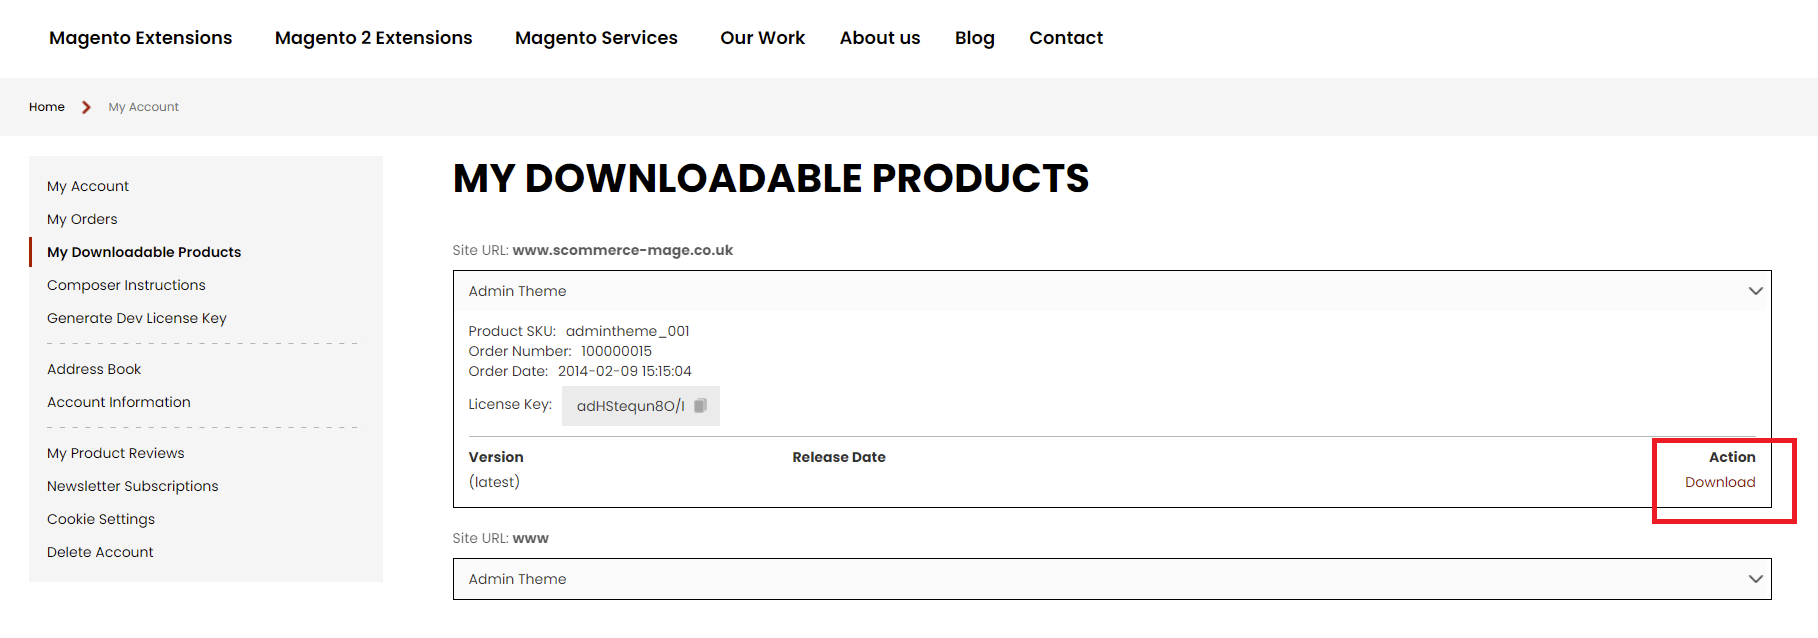 Magento Extensions Magento 2 Extensions Magento Services Our Work About us Blog Contact
Home My Account
My Account
My Orders
My Downloadable Products
Composer Instructions
Generate Dev License Key
Address Book
Account Information
My Product Reviews
Newsletter Subscriptions
Cookie Settings
Delete Account
MY DOWNLOADABLE PRODUCTS
Site URL: www.scommerce-mage.co.uk
Admin Theme
Product SKU: admintheme_001
Order Number: 100000015
Order Date: 2014-02-09 15:15:04
License Key: adHStequn8O/I
Version Release Date Action
(latest) Download
Site URL: www
Admin Theme